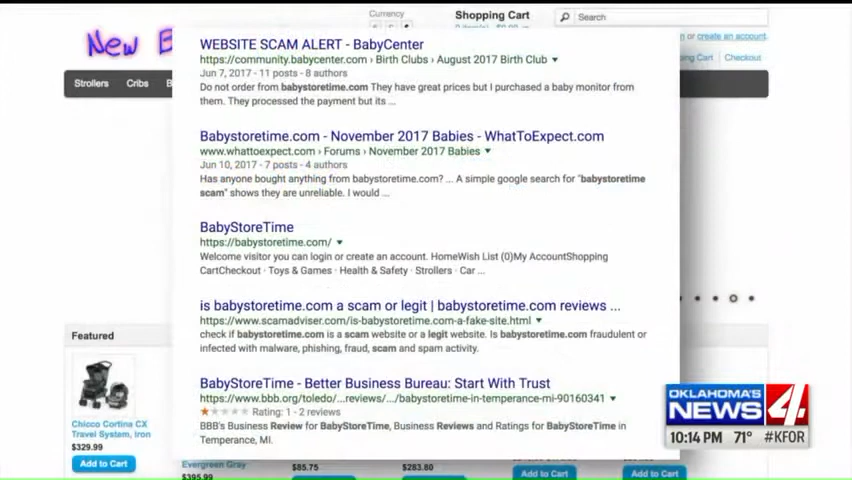 Currency
Shopping Cart
Search
New B
n or create an account.
ping Cart Checkout
Strollers Cribs B
WEBSITE SCAM ALERT - BabyCenter
https://community.babycenter.com › Birth Clubs › August 2017 Birth Club
Jun 7, 2017 - 11 posts - 8 authors
Do not order from babystoretime.com They have great prices but I purchased a baby monitor from
them. They processed the payment but its ...
Babystoretime.com - November 2017 Babies - WhatToExpect.com
www.whattoexpect.com › Forums › November 2017 Babies
Jun 10, 2017 - 7 posts - 4 authors
Has anyone bought anything from babystoretime.com? ... A simple google search for "babystoretime
scam" shows they are unreliable. I would ...
BabyStoreTime
https://babystoretime.com/
Welcome visitor you can login or create an account. HomeWish List (0)My AccountShopping
CartCheckout · Toys & Games · Health & Safety · Strollers · Car ...
is babystoretime.com a scam or legit | babystoretime.com reviews ...
https://www.scamadviser.com/is-babystoretime.com-a-fake-site.html
check if babystoretime.com is a scam website or a legit website. Is babystoretime.com fraudulent or
infected with malware, phishing, fraud, scam and spam activity.
BabyStoreTime - Better Business Bureau: Start With Trust
https://www.bbb.org/toledo/...reviews/.../babystoretime-in-temperance-mi-90160341
Rating: 1 - 2 reviews
BBB's Business Review for BabyStoreTime, Business Reviews and Ratings for BabyStoreTime in
Temperance, MI.
Featured
Chicco Cortina CX
Travel System, Iron
$329.99
Add to Cart
Evergreen Gray
$395.99
$85.75
$283.80
Add to Cart
Add to Cart
OKLAHOMA'S
NEWS 4
10:14 PM 71° #KFOR